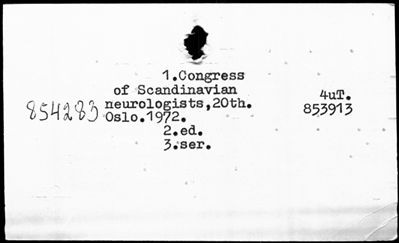 1.Congress
of Scandinavian
neurologists,20th.
Oslo.1972.
2.ed.
3.ser.
854283
4uT.
853913